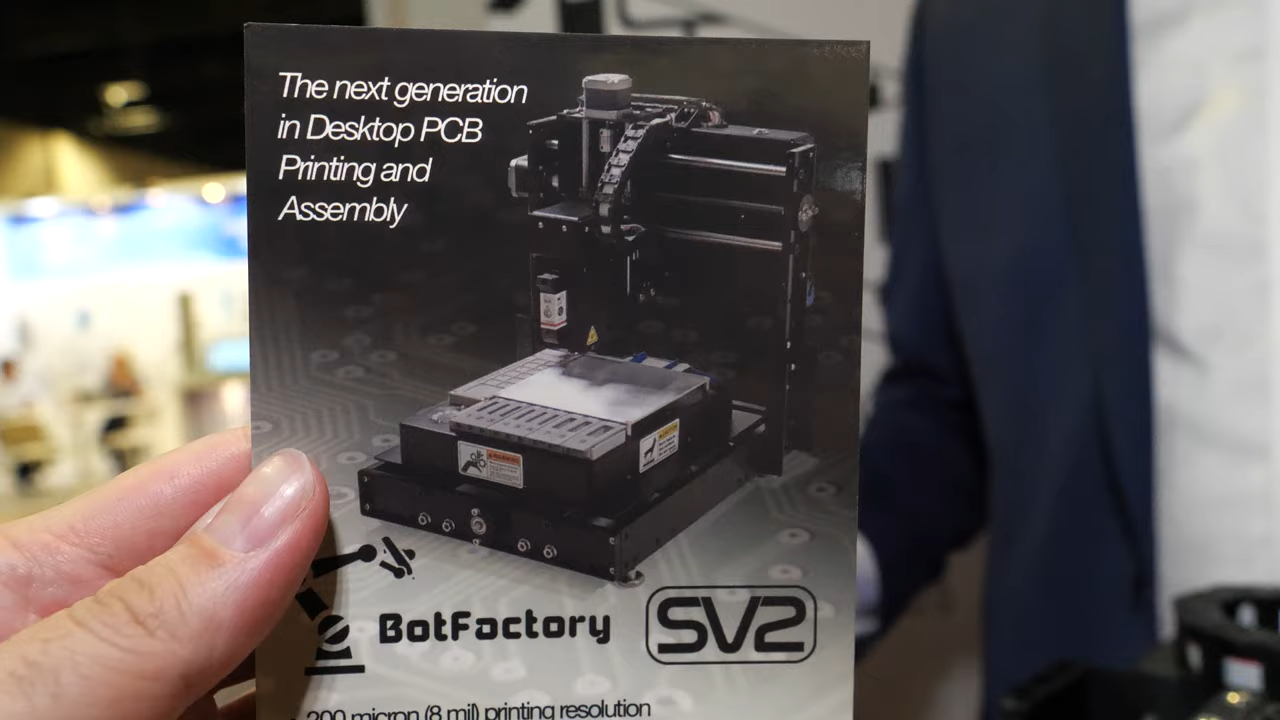 The next generation
in Desktop PCB
Printing and
Assembly
BotFactory
SV2
200 micron (8 mil) printing resolution